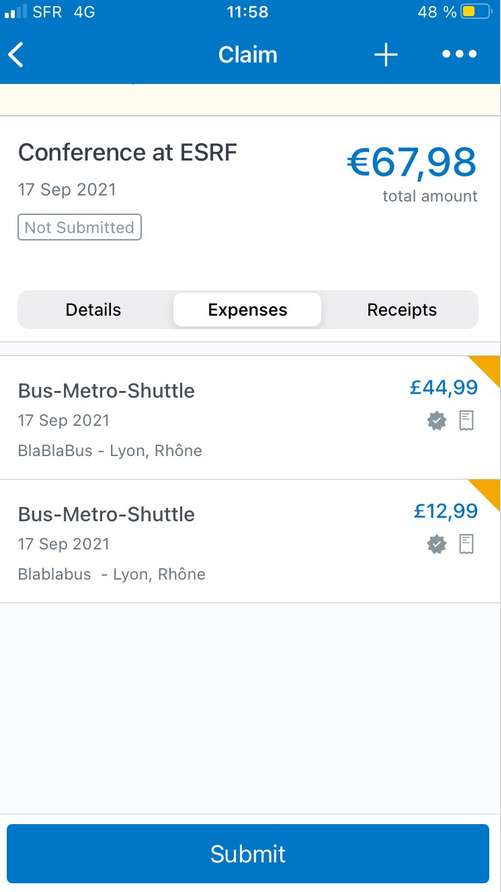 SFR 4G 11:58 48 %
Claim
Conference at ESRF
€67,98
17 Sep 2021
total amount
Not Submitted
Details Expenses Receipts
Bus-Metro-Shuttle
£44,99
17 Sep 2021
BlaBlaBus - Lyon, Rhône
Bus-Metro-Shuttle
£12,99
17 Sep 2021
Blablabus - Lyon, Rhône
Submit